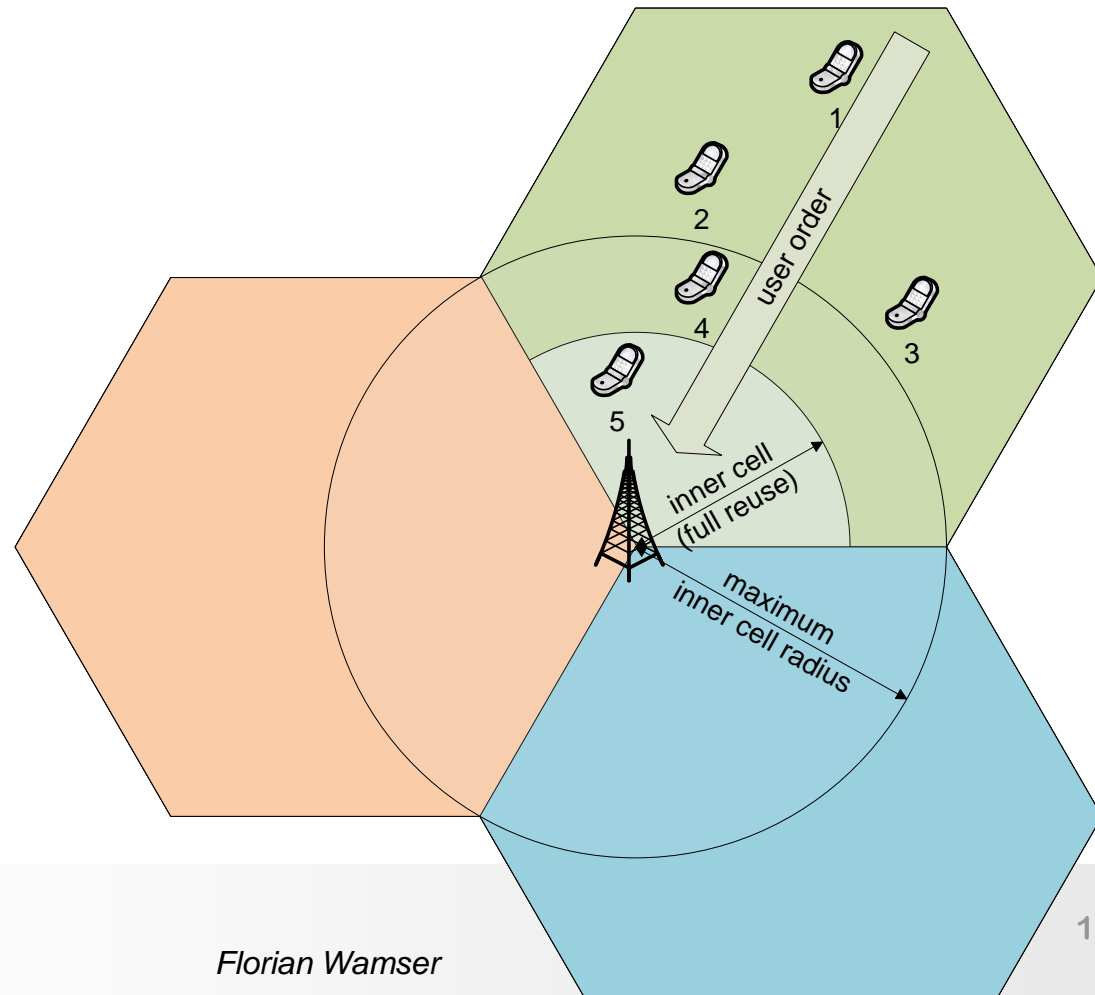 1
2
user order
4
3
5
inner cell
(full reuse)
maximum
inner cell radius
1
Florian Wamser